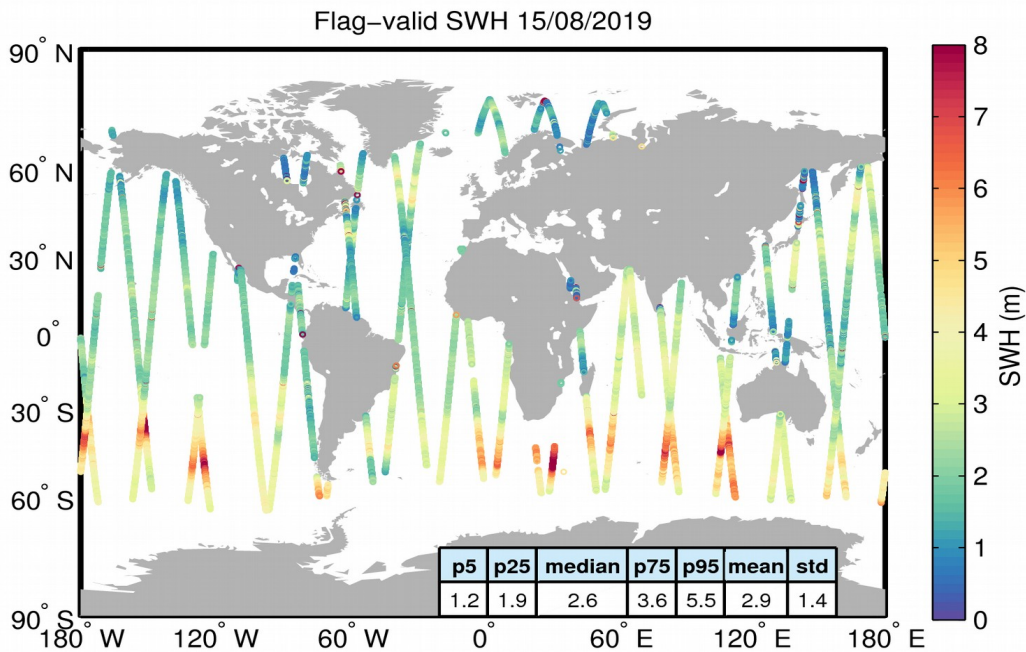 Flag−valid SWH 15/08/2019
90° N
60° N
30° N
0°
30° S
60° S
90° S
180° W
120° W
60° W
0°
60° E
120° E
180° E
p5 p25 median p75 p95 mean std
1.2 1.9 2.6 3.6 5.5 2.9 1.4
8
7
6
5
4
3
2
1
0
SWH (m)